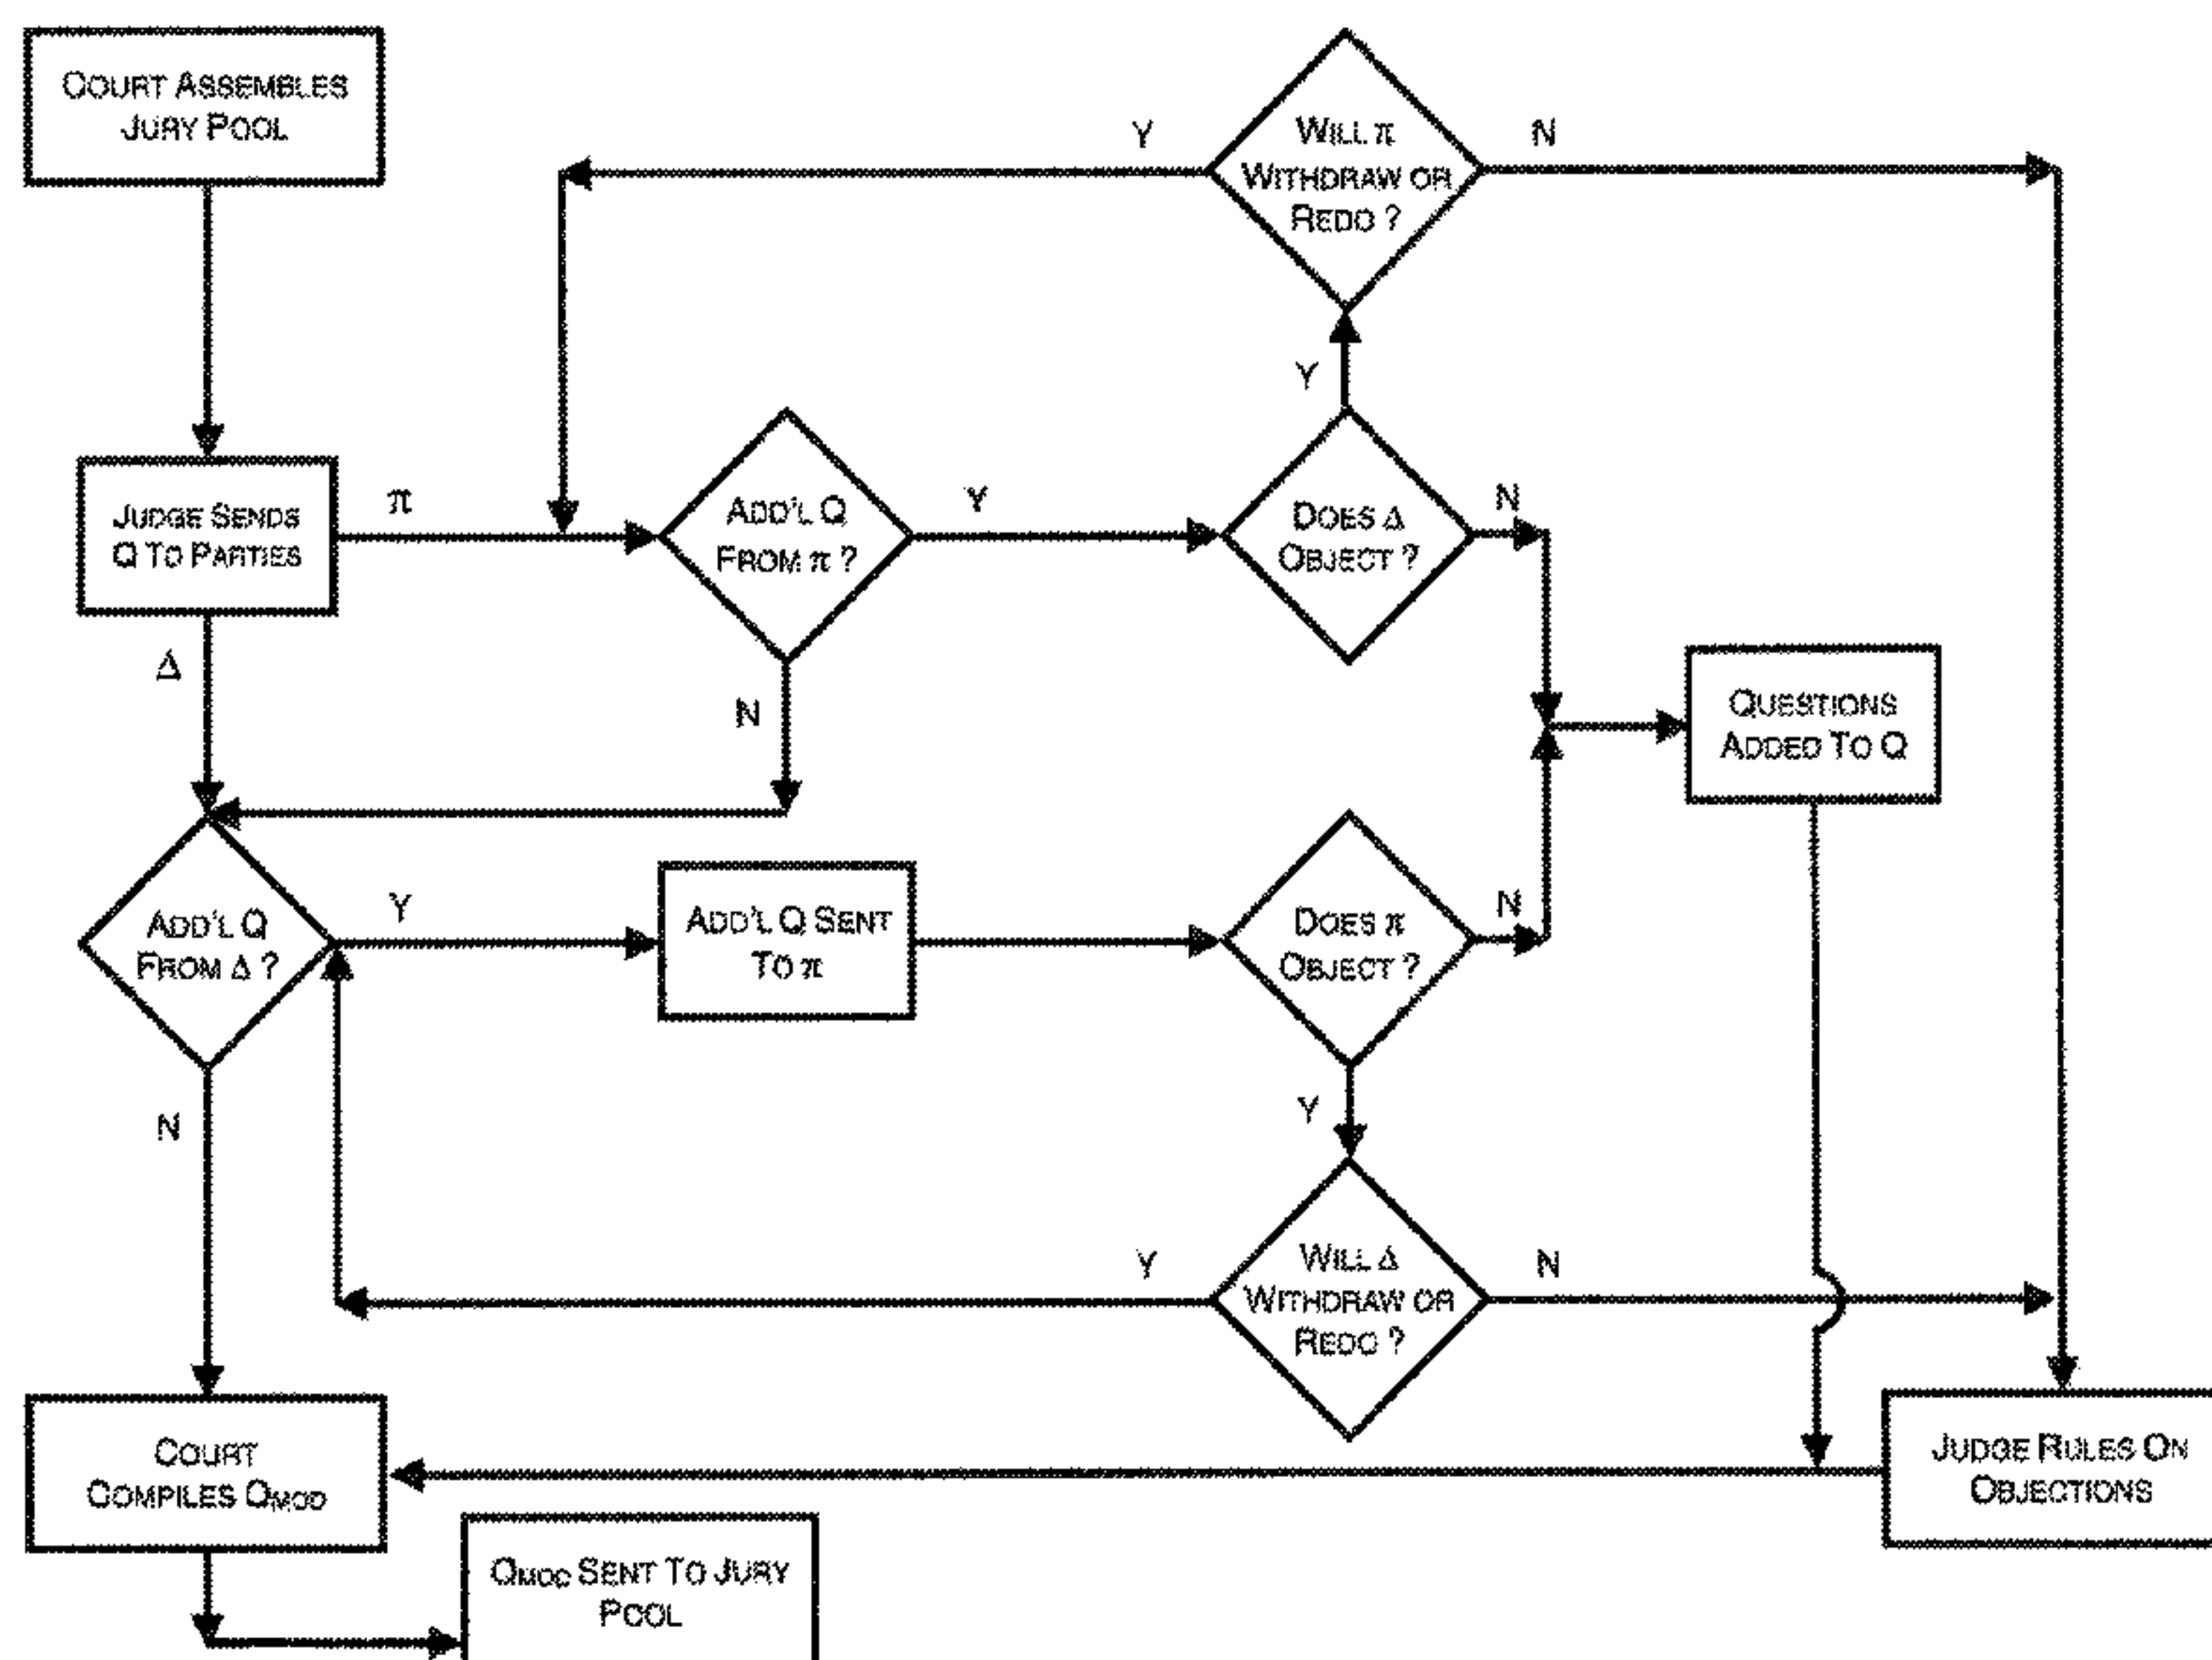 COURT ASSEMBLES
JURY POOL
WILL π
WITHDRAW OR
REDO ?
Y
N
Y
JUDGE SENDS
Q TO PARTIES
π
ADD'L Q
FROM π ?
Y
DOES Δ
OBJECT ?
N
Δ
N
QUESTIONS
ADDED TO Q
ADD'L Q
FROM Δ ?
Y
ADD'L Q SENT
TO π
DOES π
OBJECT ?
N
N
Y
Y
WILL Δ
WITHDRAW OR
REDO ?
N
COURT
COMPILES QMOD
JUDGE RULES ON
OBJECTIONS
QMOD SENT TO JURY
POOL